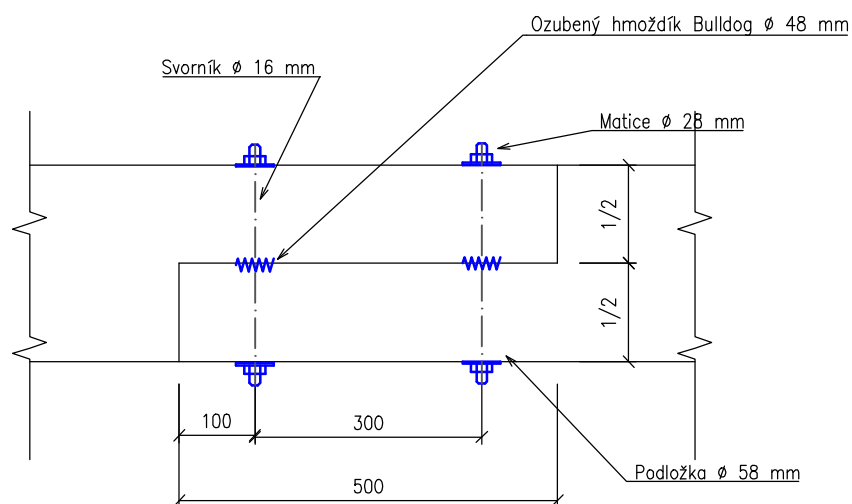 Ozubený hmoždík Bulldog ϕ 48 mm
Svorník ϕ 16 mm
Matice ϕ 28 mm
1/2
1/2
100
300
500
Podložka ϕ 58 mm